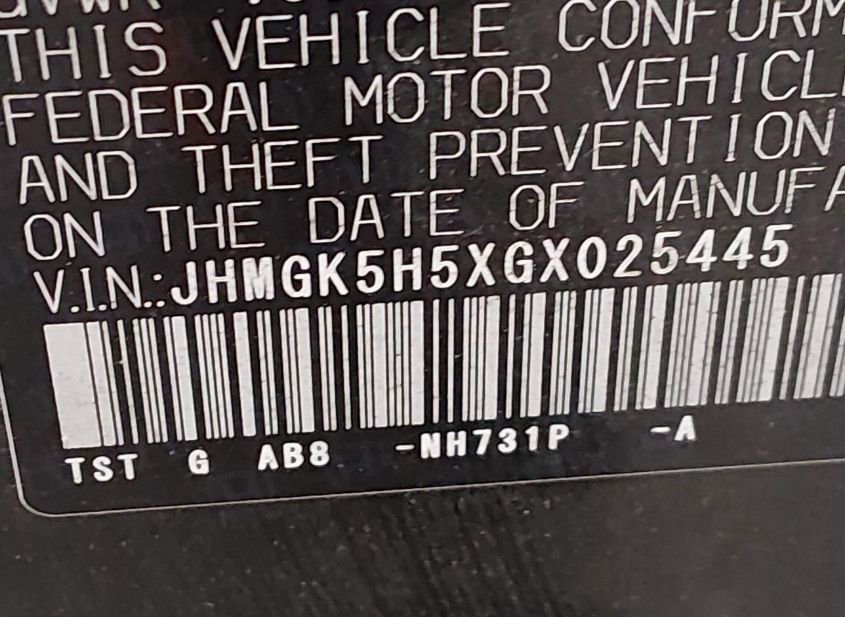 THIS VEHICLE CONFORM
FEDERAL MOTOR VEHICL
AND THEFT PREVENTION
ON THE DATE OF MANUFA
V.I.N.:JHMGK5H5XGX025445
TST G AB8 -NH731P -A